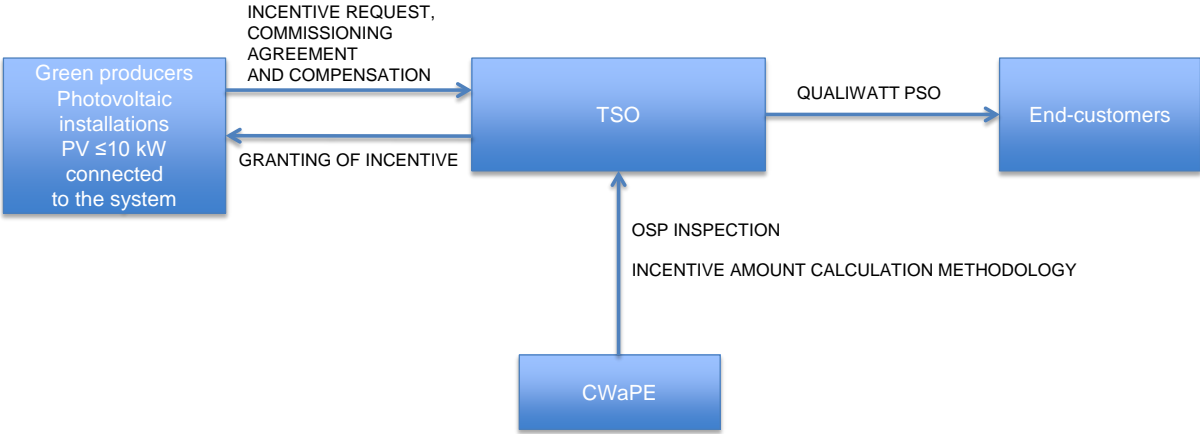 INCENTIVE REQUEST,
COMMISSIONING
AGREEMENT
AND COMPENSATION
Green producers
Photovoltaic
installations
PV ≤10 kW
connected
to the system
GRANTING OF INCENTIVE
TSO
QUALIWATT PSO
End-customers
OSP INSPECTION
INCENTIVE AMOUNT CALCULATION METHODOLOGY
CWaPE